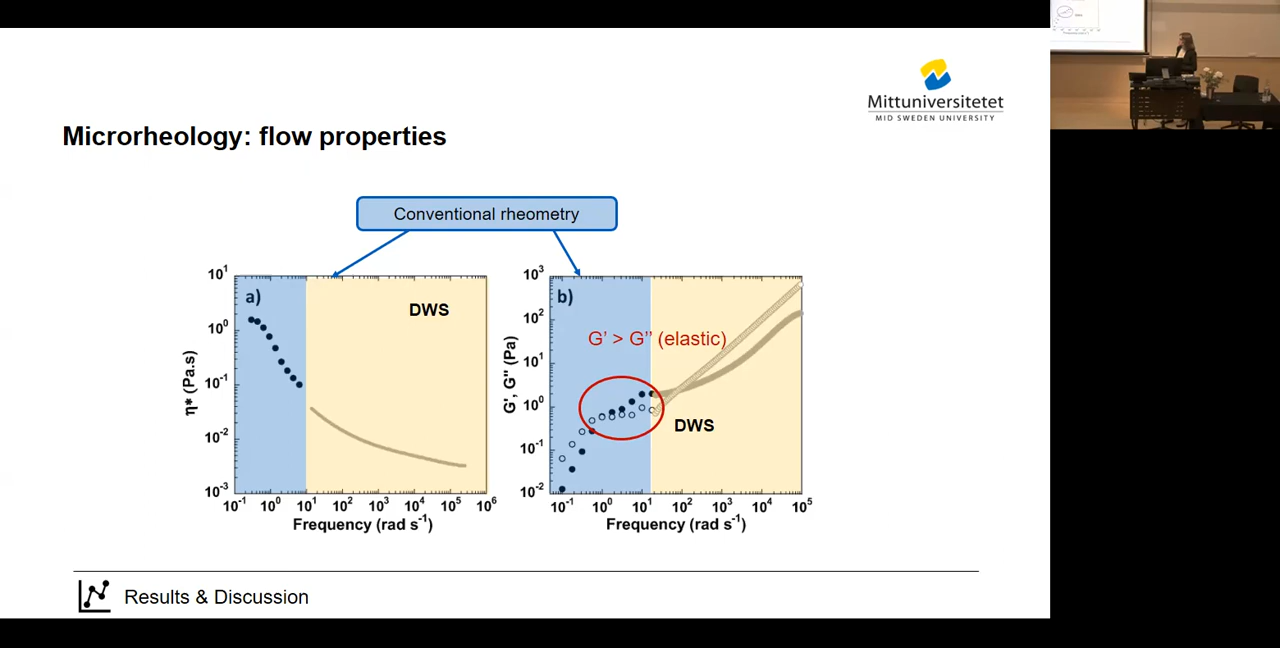 Mittuniversitetet
MID SWEDEN UNIVERSITY
Microrheology: flow properties
Conventional rheometry
a)
DWS
η* (Pa.s)
10¹
10⁰
10⁻¹
10⁻²
10⁻³
10⁻¹ 10⁰ 10¹ 10² 10³ 10⁴ 10⁵ 10⁶
Frequency (rad s⁻¹)
b)
G' > G'' (elastic)
DWS
G', G'' (Pa)
10³
10²
10¹
10⁰
10⁻¹
10⁻²
10⁻¹ 10⁰ 10¹ 10² 10³ 10⁴ 10⁵
Frequency (rad s⁻¹)
Results & Discussion